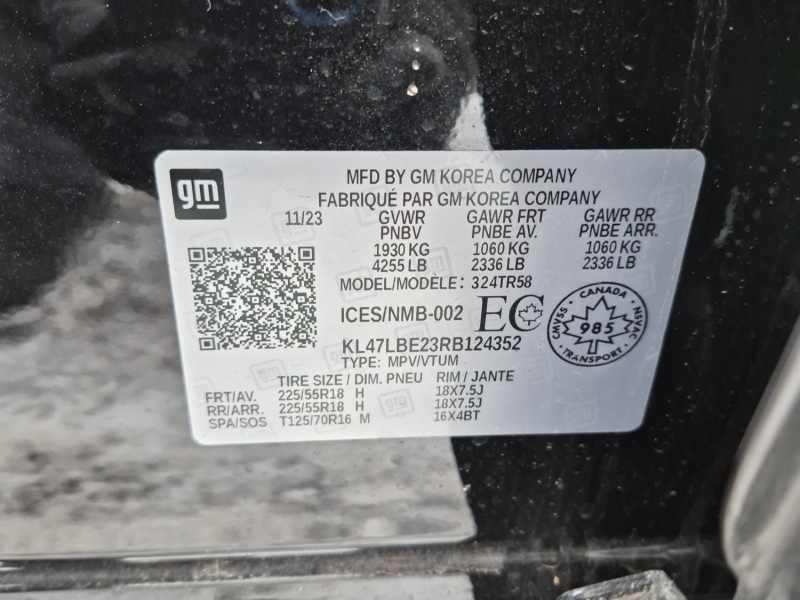 gm
MFD BY GM KOREA COMPANY
FABRIQUÉ PAR GM KOREA COMPANY
11/23 GVWR GAWR FRT GAWR RR
PNBV PNBE AV. PNBE ARR.
1930 KG 1060 KG 1060 KG
4255 LB 2336 LB 2336 LB
MODEL/MODÈLE: 324TR58
ICES/NMB-002 EC
CANADA
CMVSS 985 NSVAC
TRANSPORT
KL47LBE23RB124352
TYPE: MPV/VTUM
TIRE SIZE / DIM. PNEU RIM / JANTE
FRT/AV. 225/55R18 H 18X7.5J
RR/ARR. 225/55R18 H 18X7.5J
SPA/SOS T125/70R16 M 16X4BT